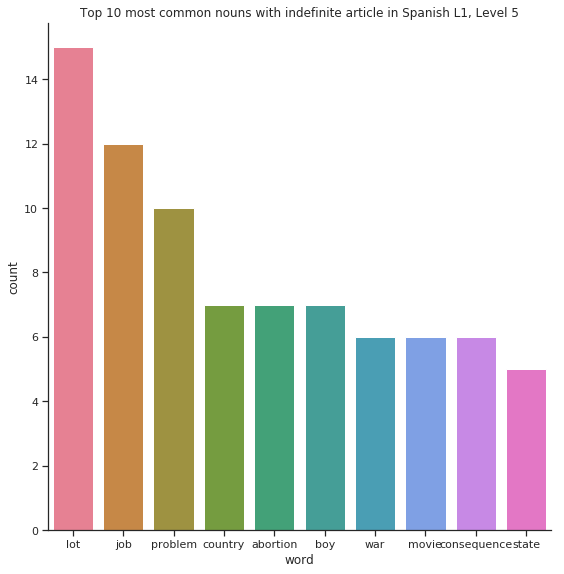 Top 10 most common nouns with indefinite article in Spanish L1, Level 5
14
12
10
8
6
4
2
0
count
lot job problem country abortion boy war movie consequence state
word